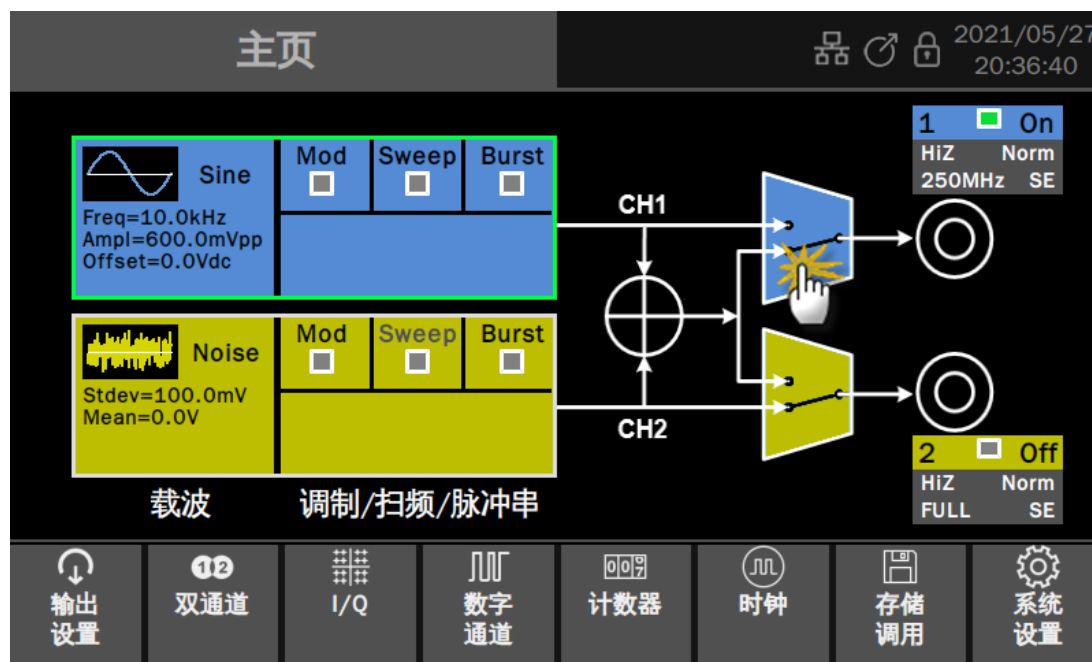 主页
2021/05/27
20:36:40
1 On
HiZ Norm
250MHz SE
Sine
Mod Sweep Burst
Freq=10.0kHz
Ampl=600.0mVpp
Offset=0.0Vdc
CH1
Noise
Mod Sweep Burst
Stdev=100.0mV
Mean=0.0V
CH2
2 Off
HiZ Norm
FULL SE
载波 调制/扫频/脉冲串
输出
设置
12
双通道
I/Q
数字
通道
计数器
时钟
存储
调用
系统
设置